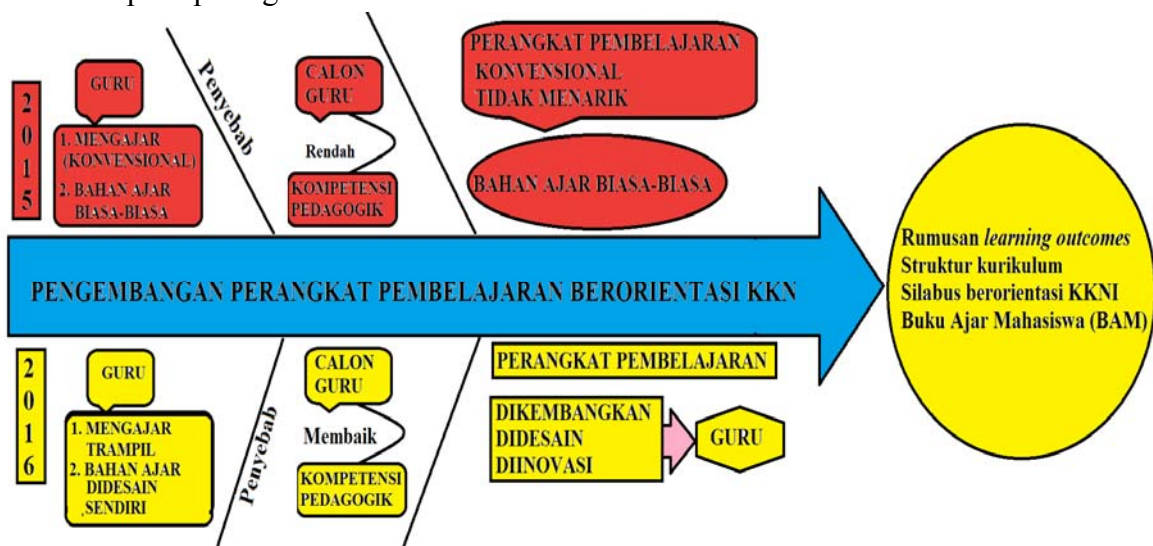 2
0
1
5
GURU
1. MENGAJAR
(KONVENSIONAL)
2. BAHAN AJAR
BIASA-BIASA
Penyebab
CALON
GURU
Rendah
KOMPETENSI
PEDAGOGIK
PERANGKAT PEMBELAJARAN
KONVENSIONAL
TIDAK MENARIK
BAHAN AJAR BIASA-BIASA
PENGEMBANGAN PERANGKAT PEMBELAJARAN BERORIENTASI KKN
Rumusan learning outcomes
Struktur kurikulum
Silabus berorientasi KKNI
Buku Ajar Mahasiswa (BAM)
2
0
1
6
GURU
1. MENGAJAR
TRAMPIL
2. BAHAN AJAR
DIDESAIN
SENDIRI
Penyebab
CALON
GURU
Membaik
KOMPETENSI
PEDAGOGIK
PERANGKAT PEMBELAJARAN
DIKEMBANGKAN
DIDESAIN
DIINOVASI
GURU